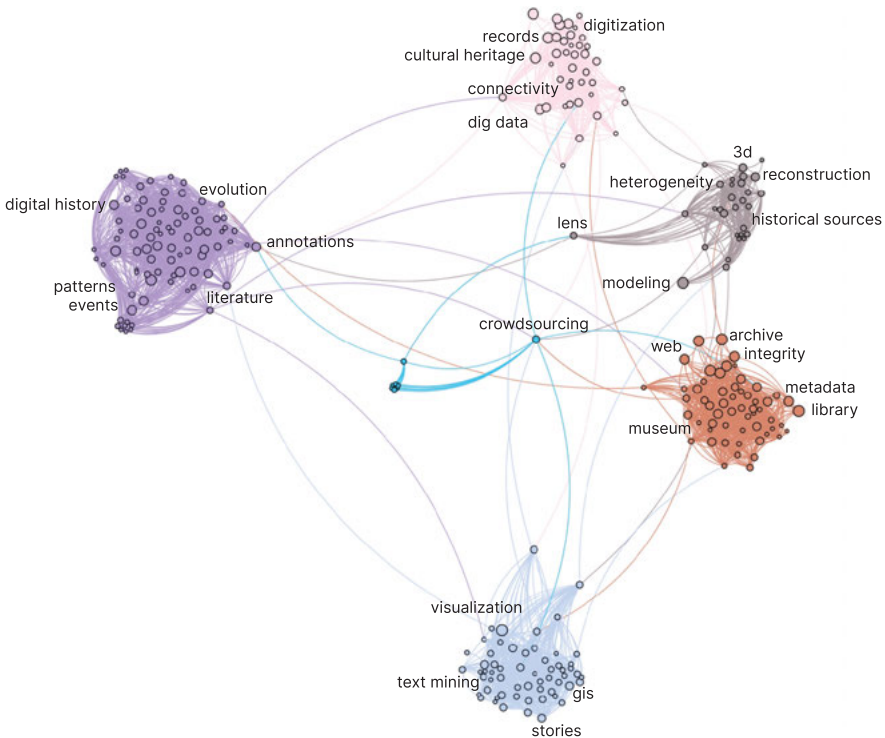 digitization
records
cultural heritage
connectivity
dig data
3d
reconstruction
heterogeneity
historical sources
evolution
digital history
annotations
lens
modeling
patterns
events
literature
crowdsourcing
archive
web
integrity
metadata
library
museum
visualization
text mining
gis
stories